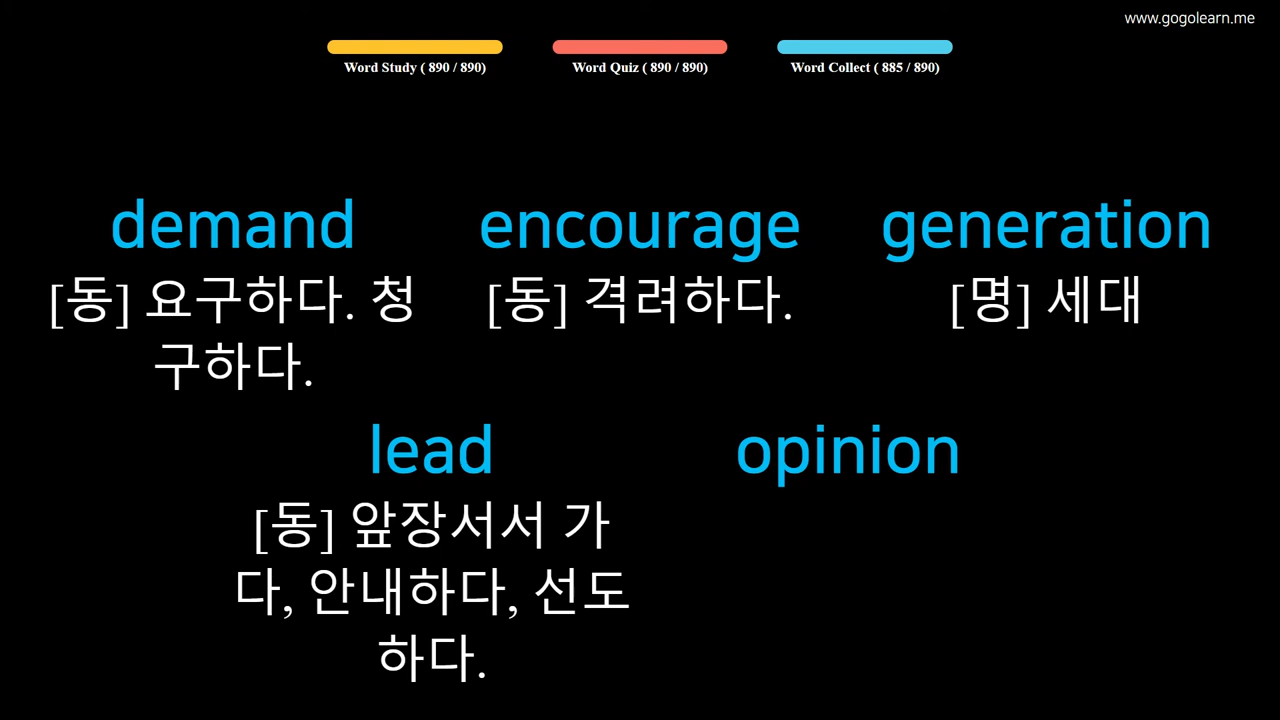 www.gogolearn.me
Word Study ( 890 / 890)
Word Quiz ( 890 / 890)
Word Collect ( 885 / 890)
demand
[동] 요구하다. 청
구하다.
encourage
[동] 격려하다.
generation
[명] 세대
lead
[동] 앞장서서 가
다, 안내하다, 선도
하다.
opinion